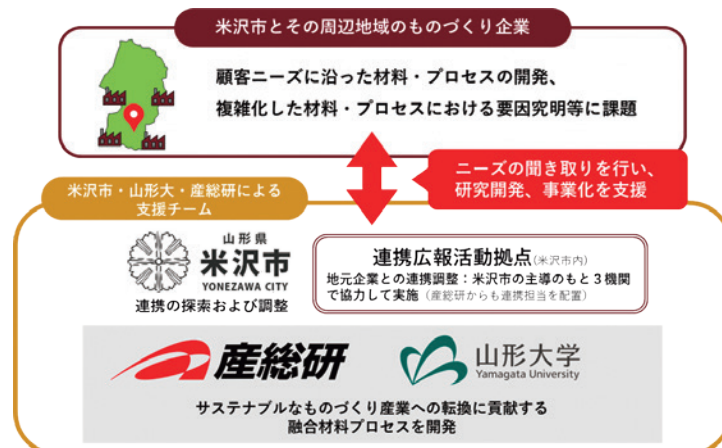 米沢市とその周辺地域のものづくり企業
顧客ニーズに沿った材料・プロセスの開発、
複雑化した材料・プロセスにおける要因究明等に課題
ニーズの聞き取りを行い、
研究開発、事業化を支援
米沢市・山形大・産総研による
支援チーム
山形県
米沢市
YONEZAWA CITY
連携の探索および調整
連携広報活動拠点(米沢市内)
地元企業との連携調整：米沢市の主導のもと３機関
で協力して実施（産総研からも連携担当を配置）
産総研
山形大学
Yamagata University
サステナブルなものづくり産業への転換に貢献する
融合材料プロセスを開発